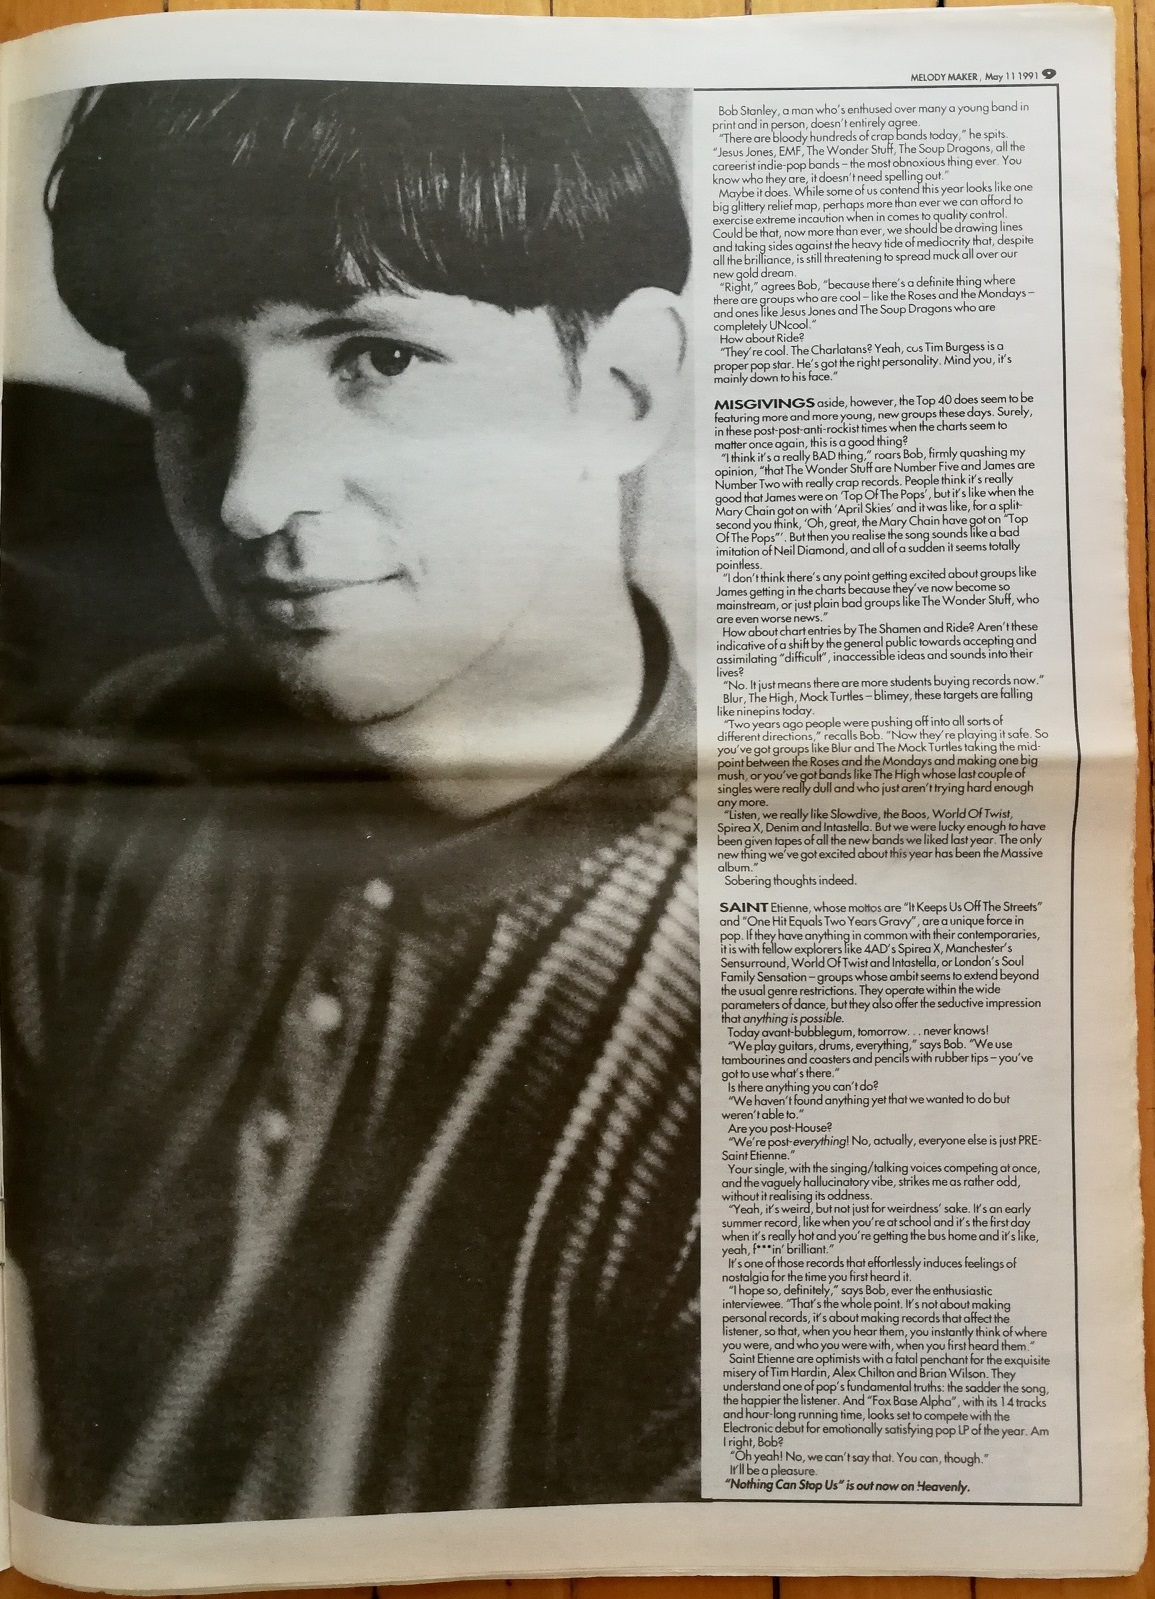 MELODY MAKER, May 11 1991 9
Bob Stanley, a man who's enthused over many a young band in
print and in person, doesn't entirely agree.
"There are bloody hundreds of crap bands today," he spits.
"Jesus Jones, EMF, The Wonder Stuff, The Soup Dragons, all the
careerist indie-pop bands – the most obnoxious thing ever. You
know who they are, it doesn't need spelling out."
Maybe it does. While some of us contend this year looks like one
big glittery relief map, perhaps more than ever we can afford to
exercise extreme incaution when in comes to quality control.
Could be that, now more than ever, we should be drawing lines
and taking sides against the heavy tide of mediocrity that, despite
all the brilliance, is still threatening to spread muck all over our
new gold dream.
"Right," agrees Bob, "because there's a definite thing where
there are groups who are cool – like the Roses and the Mondays –
and ones like Jesus Jones and The Soup Dragons who are
completely UNcool."
How about Ride?
"They're cool. The Charlatans? Yeah, cus Tim Burgess is a
proper pop star. He's got the right personality. Mind you, it's
mainly down to his face."
MISGIVINGS aside, however, the Top 40 does seem to be
featuring more and more young, new groups these days. Surely,
in these post-post-anti-rockist times when the charts seem to
matter once again, this is a good thing?
"I think it's a really BAD thing," roars Bob, firmly quashing my
opinion, "that The Wonder Stuff are Number Five and James are
Number Two with really crap records. People think it's really
good that James were on 'Top Of The Pops', but it's like when the
Mary Chain got on with 'April Skies' and it was like, for a split-
second you think, 'Oh, great, the Mary Chain have got on "Top
Of The Pops"'. But then you realise the song sounds like a bad
imitation of Neil Diamond, and all of a sudden it seems totally
pointless.
"I don't think there's any point getting excited about groups like
James getting in the charts because they've now become so
mainstream, or just plain bad groups like The Wonder Stuff, who
are even worse news."
How about chart entries by The Shamen and Ride? Aren't these
indicative of a shift by the general public towards accepting and
assimilating "difficult", inaccessible ideas and sounds into their
lives?
"No. It just means there are more students buying records now."
Blur, The High, Mock Turtles – blimey, these targets are falling
like ninepins today.
"Two years ago people were pushing off into all sorts of
different directions," recalls Bob. "Now they're playing it safe. So
you've got groups like Blur and The Mock Turtles taking the mid-
point between the Roses and the Mondays and making one big
mush, or you've got bands like The High whose last couple of
singles were really dull and who just aren't trying hard enough
any more.
"Listen, we really like Slowdive, the Boos, World Of Twist,
Spirea X, Denim and Intastella. But we were lucky enough to have
been given tapes of all the new bands we liked last year. The only
new thing we've got excited about this year has been the Massive
album."
Sobering thoughts indeed.
SAINT Etienne, whose mottos are "It Keeps Us Off The Streets"
and "One Hit Equals Two Years Gravy", are a unique force in
pop. If they have anything in common with their contemporaries,
it is with fellow explorers like 4AD's Spirea X, Manchester's
Sensurround, World Of Twist and Intastella, or London's Soul
Family Sensation – groups whose ambit seems to extend beyond
the usual genre restrictions. They operate within the wide
parameters of dance, but they also offer the seductive impression
that anything is possible.
Today avant-bubblegum, tomorrow . . . never knows!
"We play guitars, drums, everything," says Bob. "We use
tambourines and coasters and pencils with rubber tips – you've
got to use what's there."
Is there anything you can't do?
"We haven't found anything yet that we wanted to do but
weren't able to."
Are you post-House?
"We're post-everything! No, actually, everyone else is just PRE-
Saint Etienne."
Your single, with the singing/talking voices competing at once,
and the vaguely hallucinatory vibe, strikes me as rather odd,
without it realising its oddness.
"Yeah, it's weird, but not just for weirdness' sake. It's an early
summer record, like when you're at school and it's the first day
when it's really hot and you're getting the bus home and it's like,
yeah, f***in' brilliant."
It's one of those records that effortlessly induces feelings of
nostalgia for the time you first heard it.
"I hope so, definitely," says Bob, ever the enthusiastic
interviewee. "That's the whole point. It's not about making
personal records, it's about making records that affect the
listener, so that, when you hear them, you instantly think of where
you were, and who you were with, when you first heard them."
Saint Etienne are optimists with a fatal penchant for the exquisite
misery of Tim Hardin, Alex Chilton and Brian Wilson. They
understand one of pop's fundamental truths: the sadder the song,
the happier the listener. And "Fox Base Alpha", with its 14 tracks
and hour-long running time, looks set to compete with the
Electronic debut for emotionally satisfying pop LP of the year. Am
I right, Bob?
"Oh yeah! No, we can't say that. You can, though."
It'll be a pleasure.
"Nothing Can Stop Us" is out now on Heavenly.